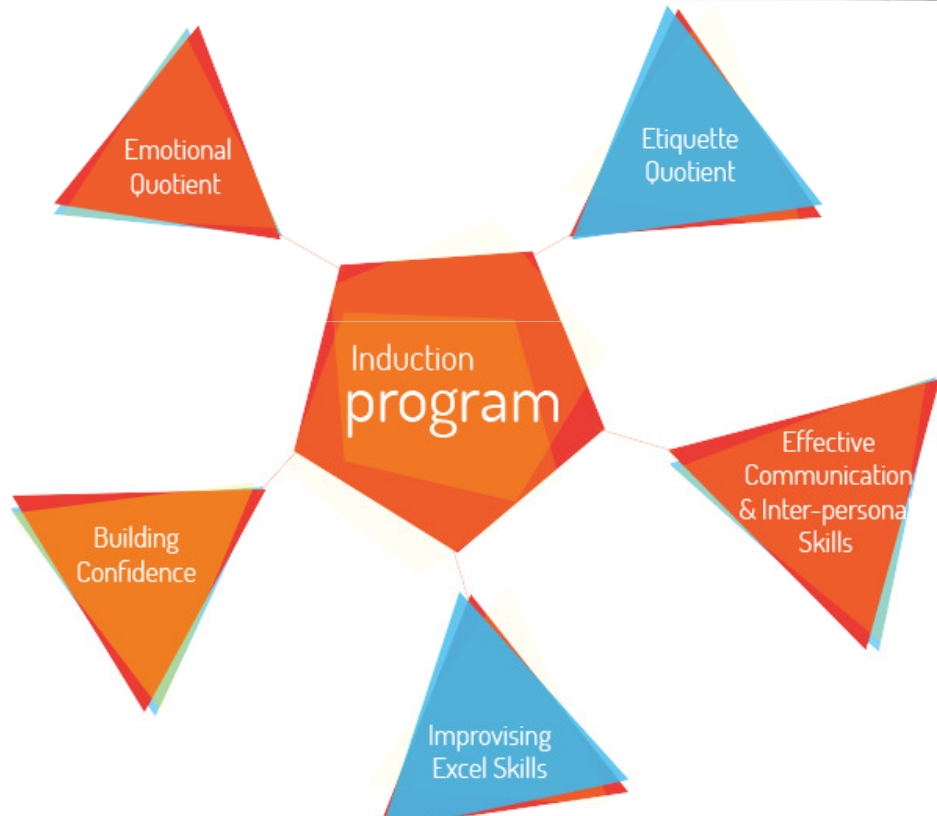 Emotional
Quotient
Etiquette
Quotient
Induction
program
Effective
Communication
& Inter-persona
Skills
Building
Confidence
Improvising
Excel Skills